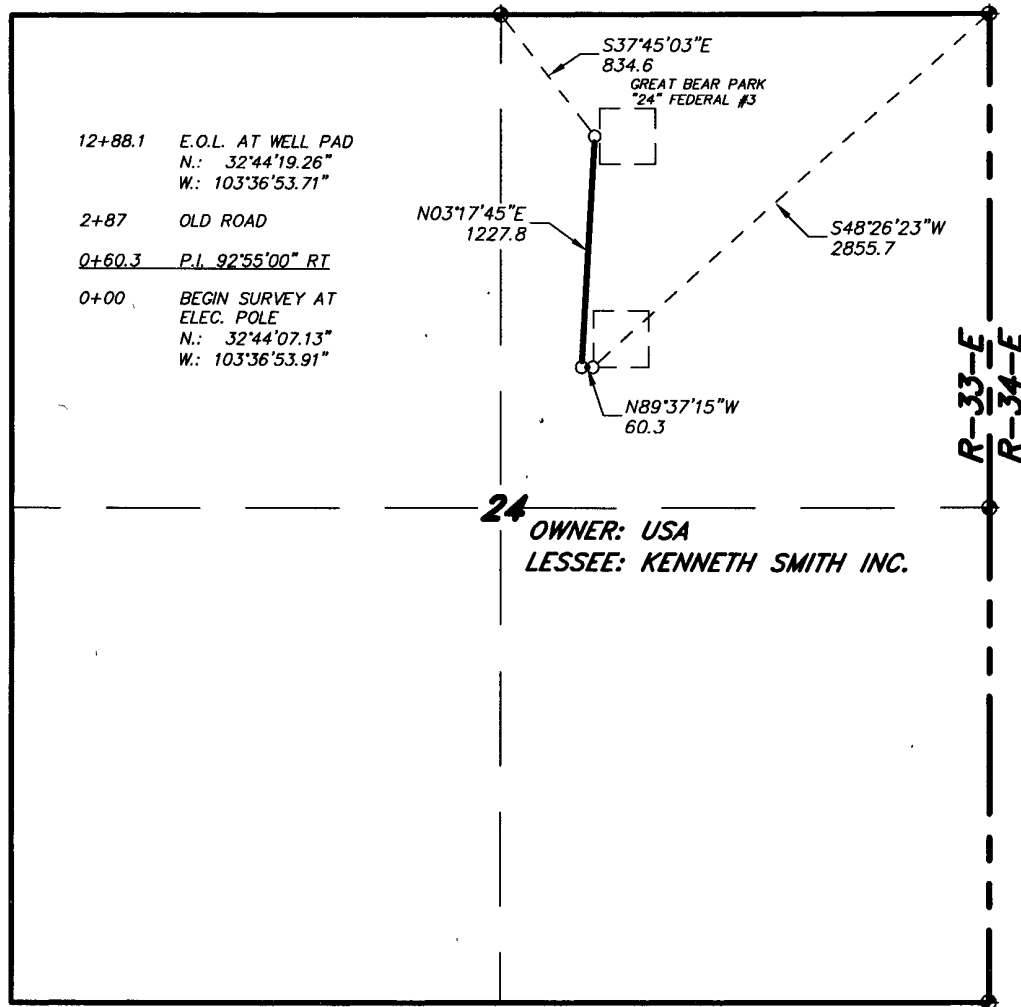 S37°45'03"E
834.6
GREAT BEAR PARK
"24" FEDERAL #3
12+88.1 E.O.L. AT WELL PAD
N.: 32°44'19.26"
W.: 103°36'53.71"
2+87 OLD ROAD
0+60.3 P.I. 92°55'00" RT
0+00 BEGIN SURVEY AT
ELEC. POLE
N.: 32°44'07.13"
W.: 103°36'53.91"
N03°17'45"E
1227.8
S48°26'23"W
2855.7
N89°37'15"W
60.3
R-33-E
R-34-E
24
OWNER: USA
LESSEE: KENNETH SMITH INC.